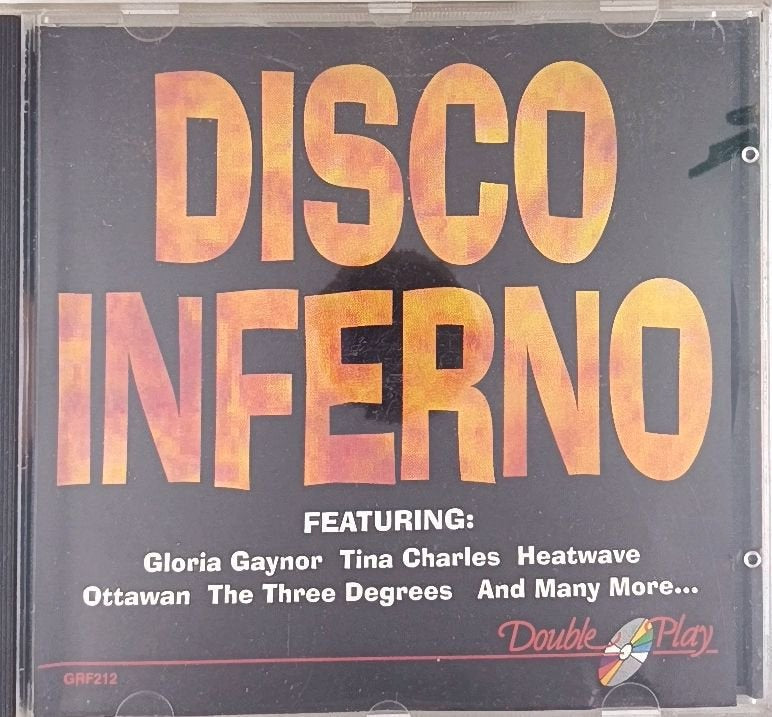 DISCO
INFERNO
FEATURING:
Gloria Gaynor Tina Charles Heatwave
Ottawan The Three Degrees And Many More...
Double Play
GRF212